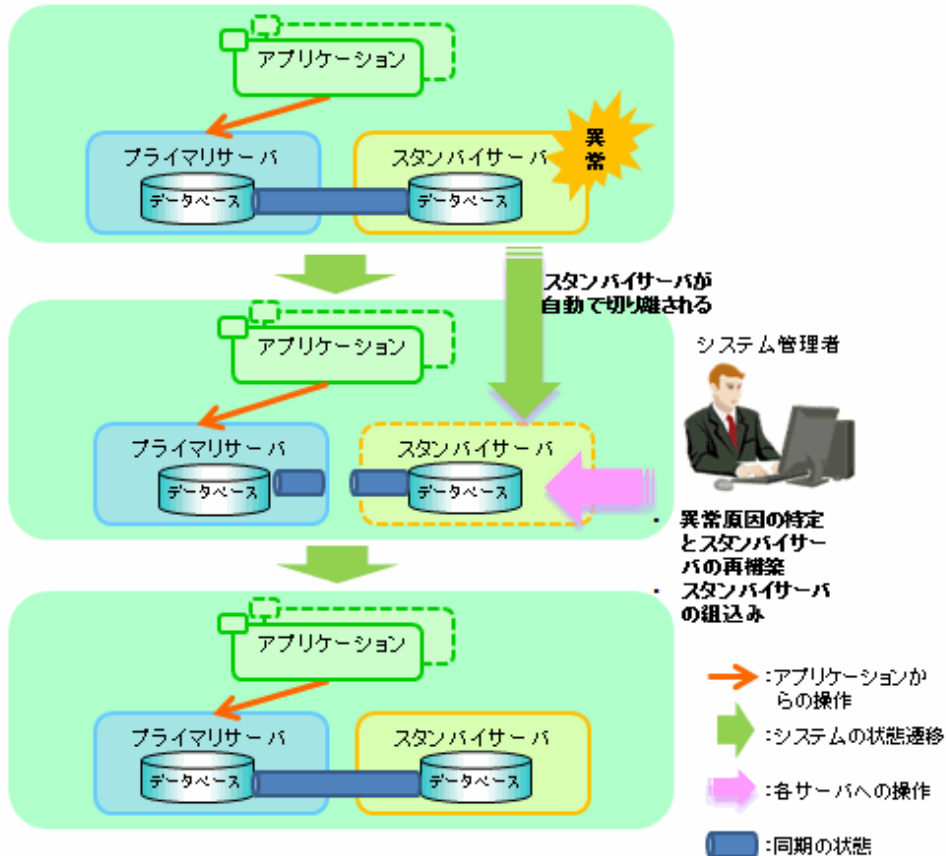 アプリケーション
プライマリサーバ
スタンバイサーバ
異
常
データベース
データベース
スタンバイサーバが
自動で切り離される
アプリケーション
システム管理者
プライマリサーバ
スタンバイサーバ
データベース
データベース
・ 異常原因の特定
とスタンバイサー
バの再構築
・ スタンバイサーバ
の組込み
アプリケーション
プライマリサーバ
スタンバイサーバ
データベース
データベース
:アプリケーションか
らの操作
:システムの状態遷移
:各サーバへの操作
:同期の状態